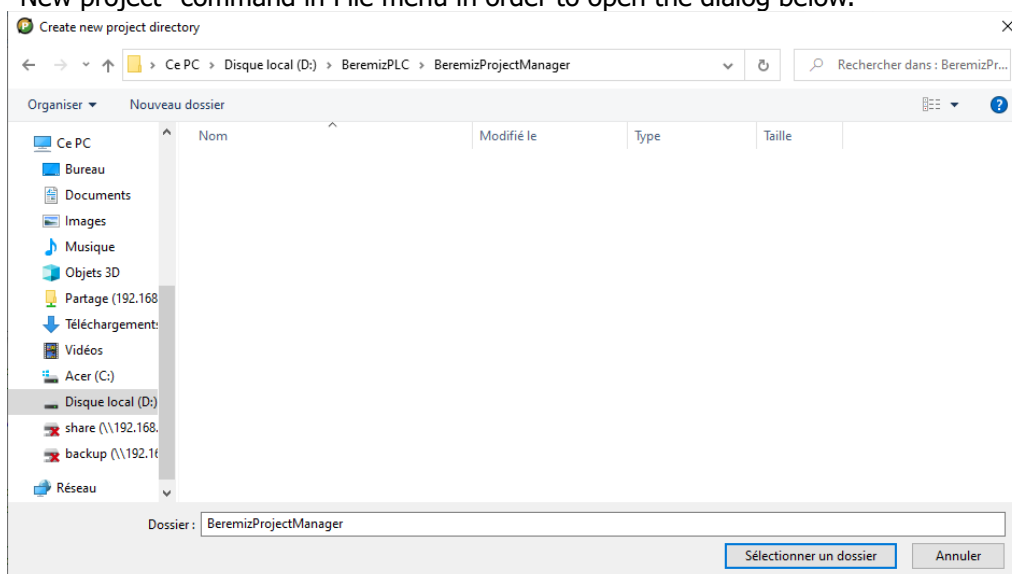 "New project" command in File menu in order to open the dialog below.
Create new project directory
Ce PC > Disque local (D:) > BeremizPLC > BeremizProjectManager
Rechercher dans : BeremizPr...
Organiser
Nouveau dossier
Nom
Modifié le
Type
Taille
Ce PC
Bureau
Documents
Images
Musique
Objets 3D
Partage (192.168
Téléchargements
Vidéos
Acer (C:)
Disque local (D:)
share (\\192.168.
backup (\\192.16
Réseau
Dossier : BeremizProjectManager
Sélectionner un dossier
Annuler